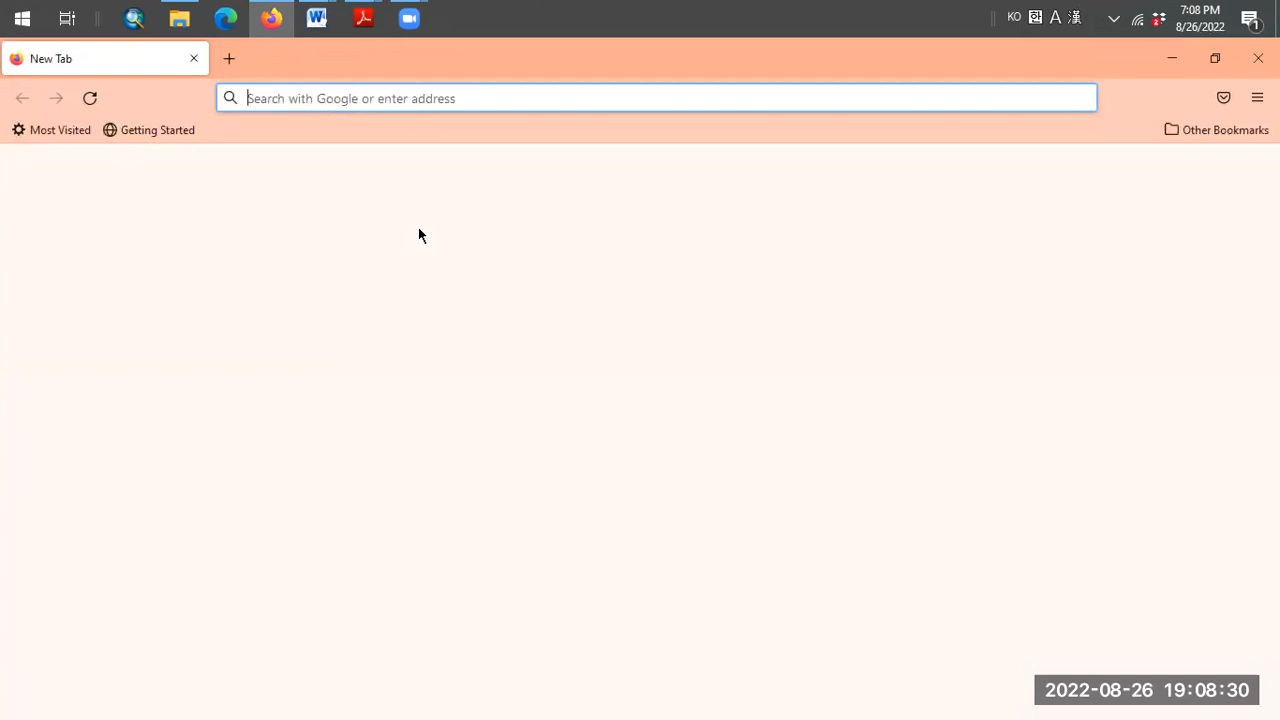 KO 한 A 漢
7:08 PM
8/26/2022
New Tab
Search with Google or enter address
Most Visited
Getting Started
Other Bookmarks
2022-08-26 19:08:30